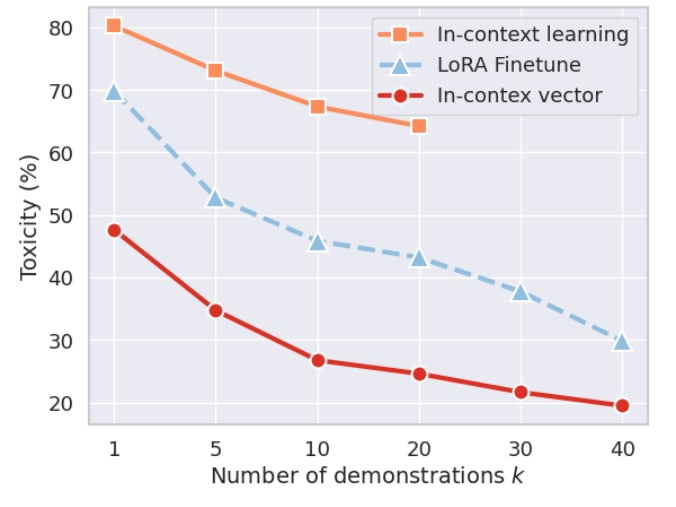 In-context learning
LoRA Finetune
In-contex vector
Toxicity (%)
80
70
60
50
40
30
20
1 5 10 20 30 40
Number of demonstrations k